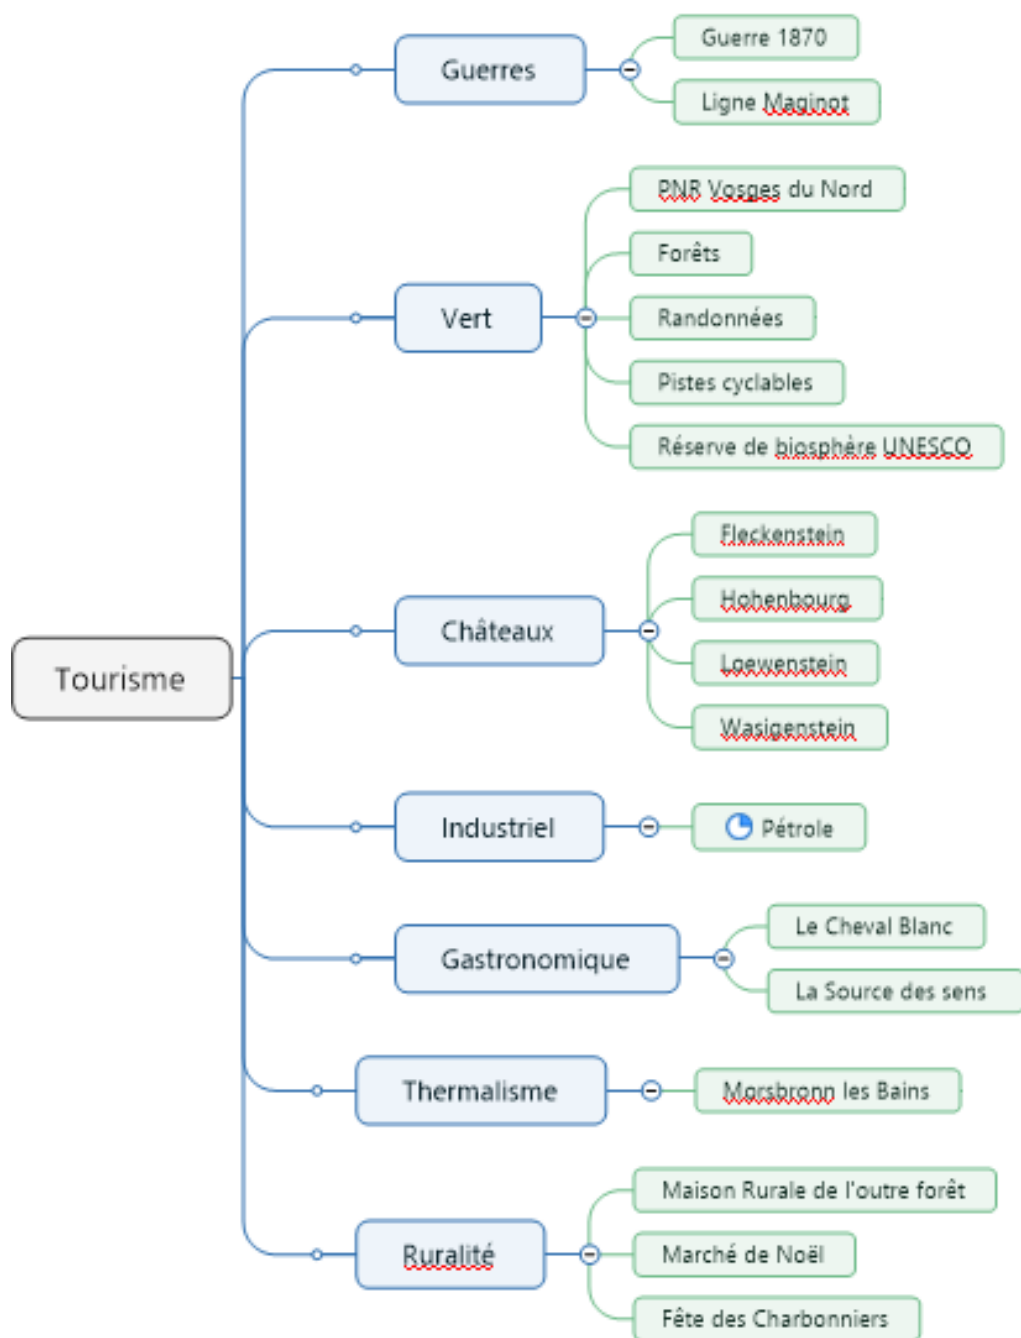 Tourisme
Guerres
Guerre 1870
Ligne Maginot
Vert
PNR Vosges du Nord
Forêts
Randonnées
Pistes cyclables
Réserve de biosphère UNESCO
Châteaux
Fleckenstein
Hohenbourg
Loewenstein
Wasigenstein
Industriel
Pétrole
Gastronomique
Le Cheval Blanc
La Source des sens
Thermalisme
Morsbronn les Bains
Ruralité
Maison Rurale de l'outre forêt
Marché de Noël
Fête des Charbonniers